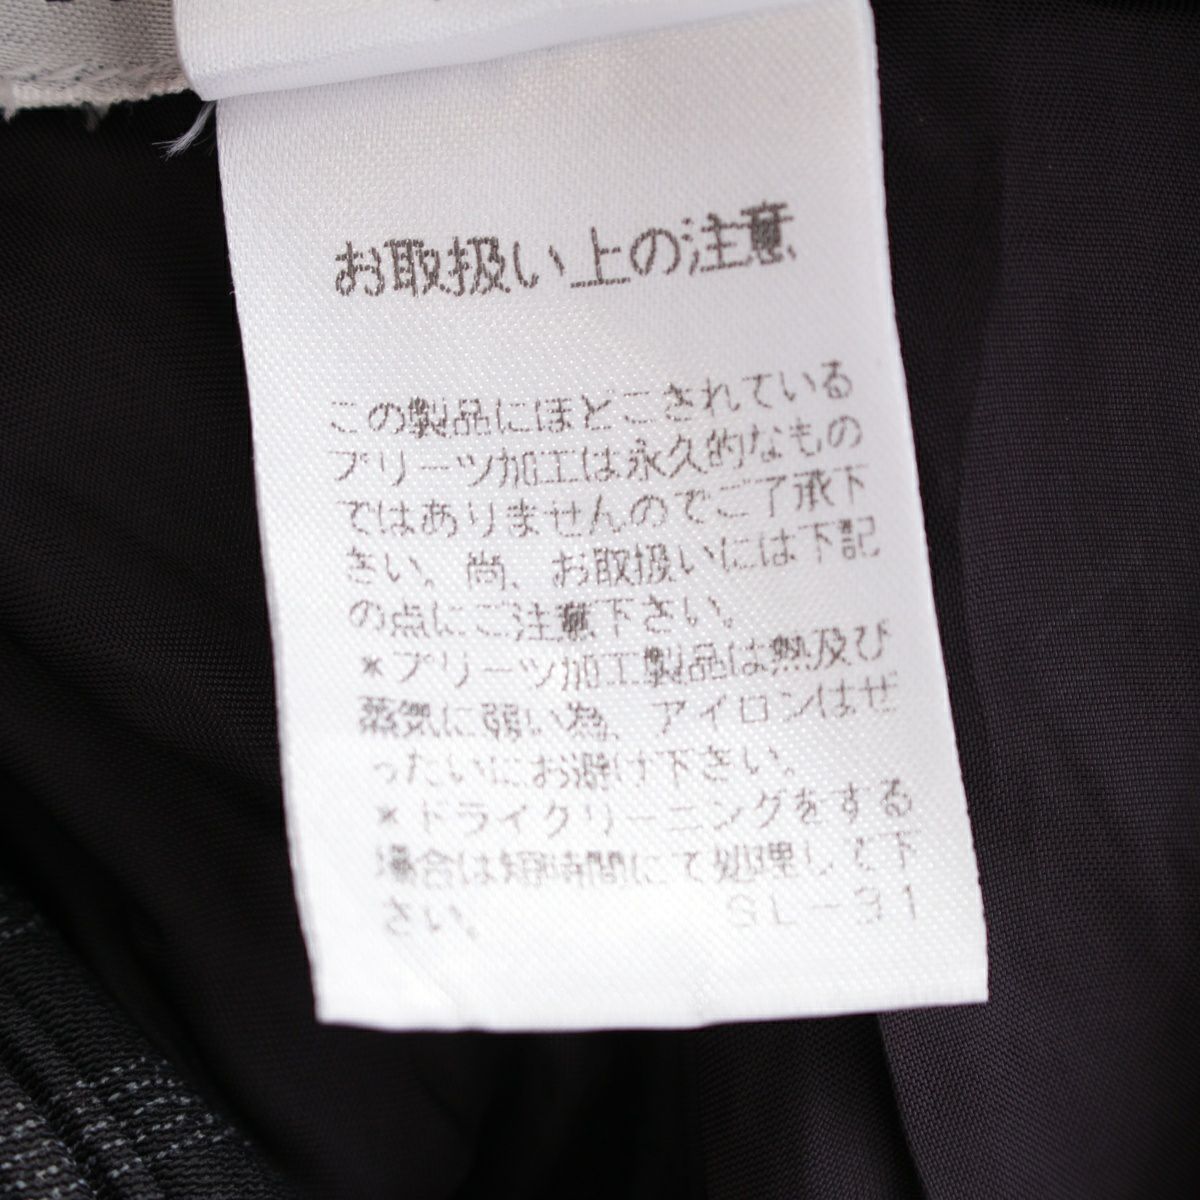 お取扱い上の注意
この製品にほどこされている
プリーツ加工は永久的なもの
ではありませんのでご了承下
さい。尚、お取扱いには下記
の点にご注意下さい。
*プリーツ加工製品は熱及び
蒸気に弱い為、アイロンはぜ
ったいにお避け下さい。
*ドライクリーニングをする
場合は短時間にて処理して下
さい。 SL-31